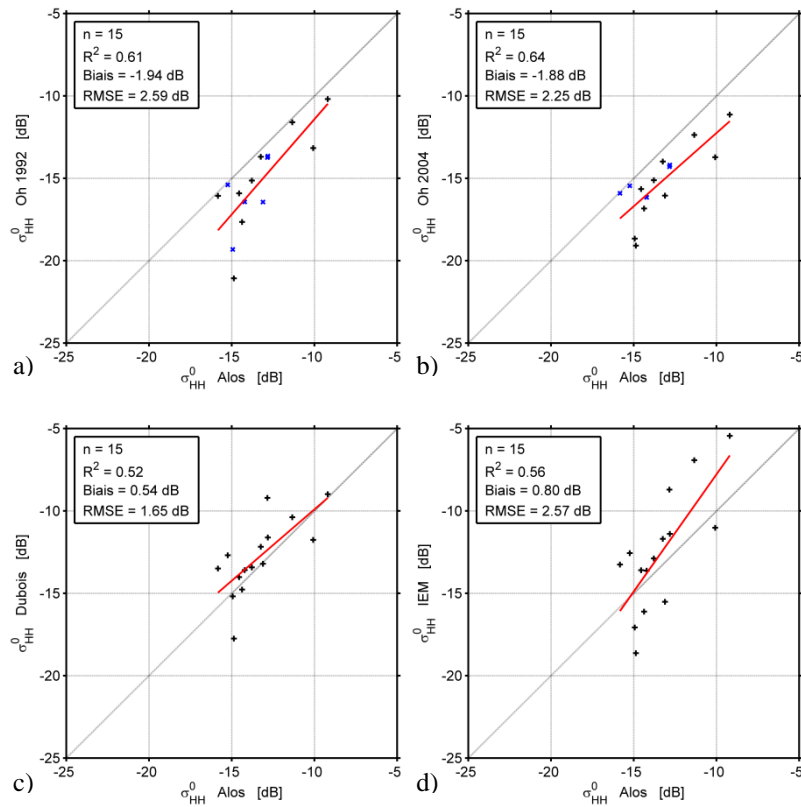 -5
-10
-15
-20
-25
σ⁰HH Oh 1992 [dB]
n = 15
R² = 0.61
Biais = -1.94 dB
RMSE = 2.59 dB
-25 -20 -15 -10 -5
σ⁰HH Alos [dB]
a)
-5
-10
-15
-20
-25
σ⁰HH Oh 2004 [dB]
n = 15
R² = 0.64
Biais = -1.88 dB
RMSE = 2.25 dB
-25 -20 -15 -10 -5
σ⁰HH Alos [dB]
b)
-5
-10
-15
-20
-25
σ⁰HH Dubois [dB]
n = 15
R² = 0.52
Biais = 0.54 dB
RMSE = 1.65 dB
-25 -20 -15 -10 -5
σ⁰HH Alos [dB]
c)
-5
-10
-15
-20
-25
σ⁰HH IEM [dB]
n = 15
R² = 0.56
Biais = 0.80 dB
RMSE = 2.57 dB
-25 -20 -15 -10 -5
σ⁰HH Alos [dB]
d)